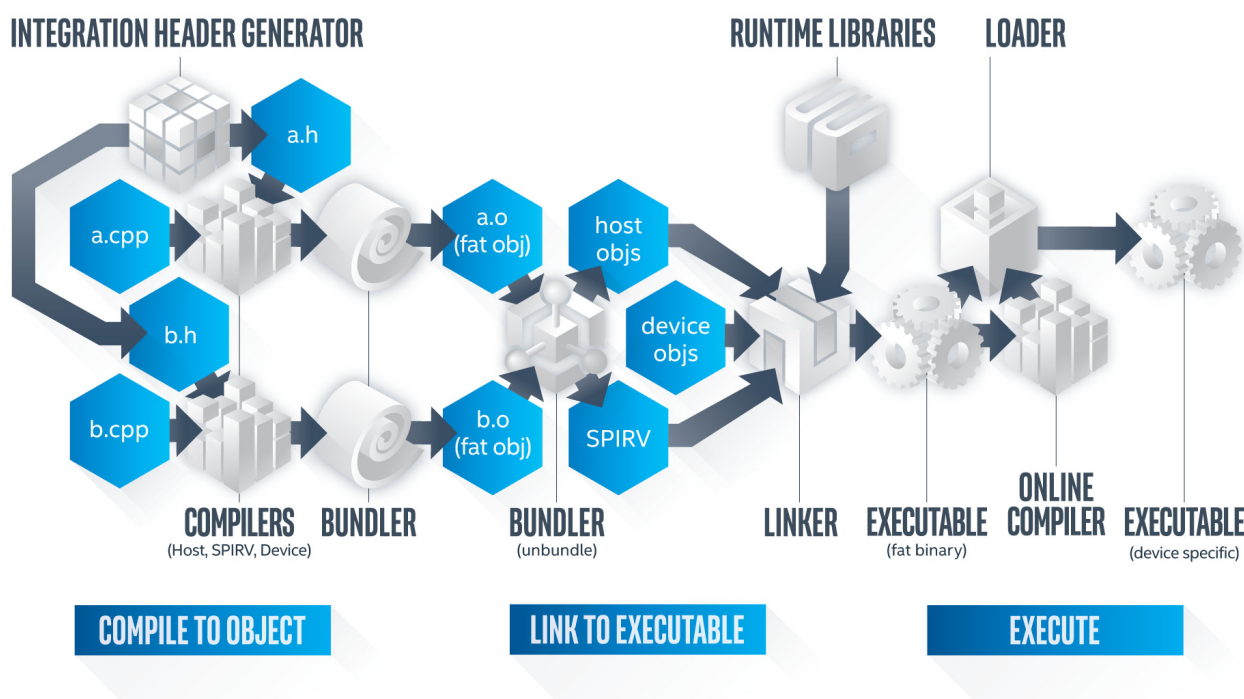 INTEGRATION HEADER GENERATOR
RUNTIME LIBRARIES
LOADER
a.h
a.cpp
a.o
(fat obj)
host
objs
b.h
device
objs
b.cpp
b.o
(fat obj)
SPIRV
COMPILERS
(Host, SPIRV, Device)
BUNDLER
BUNDLER
(unbundle)
LINKER
EXECUTABLE
(fat binary)
ONLINE
COMPILER
EXECUTABLE
(device specific)
COMPILE TO OBJECT
LINK TO EXECUTABLE
EXECUTE